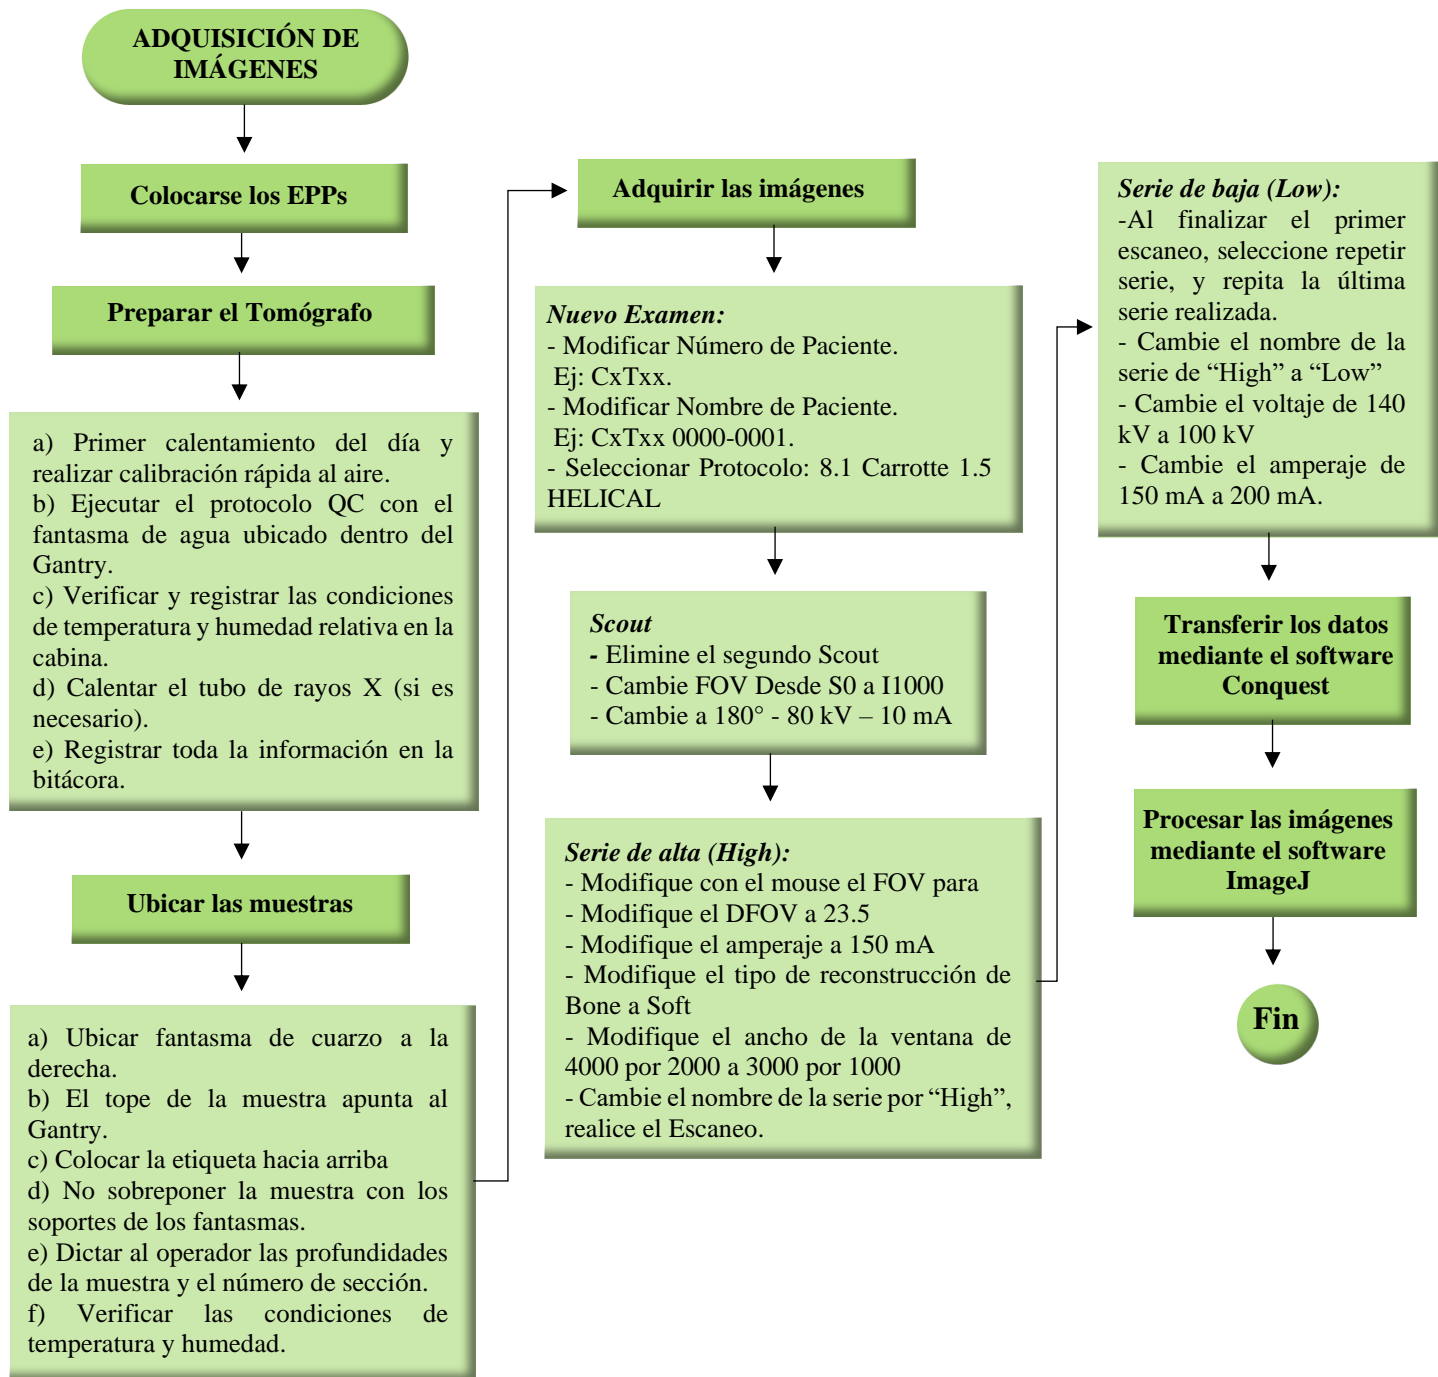 ADQUISICIÓN DE
IMÁGENES
Colocarse los EPPs
Preparar el Tomógrafo
a) Primer calentamiento del día y
realizar calibración rápida al aire.
b) Ejecutar el protocolo QC con el
fantasma de agua ubicado dentro del
Gantry.
c) Verificar y registrar las condiciones
de temperatura y humedad relativa en la
cabina.
d) Calentar el tubo de rayos X (si es
necesario).
e) Registrar toda la información en la
bitácora.
Ubicar las muestras
a) Ubicar fantasma de cuarzo a la
derecha.
b) El tope de la muestra apunta al
Gantry.
c) Colocar la etiqueta hacia arriba
d) No sobreponer la muestra con los
soportes de los fantasmas.
e) Dictar al operador las profundidades
de la muestra y el número de sección.
f) Verificar las condiciones de
temperatura y humedad.
Adquirir las imágenes
Nuevo Examen:
- Modificar Número de Paciente.
Ej: CxTxx.
- Modificar Nombre de Paciente.
Ej: CxTxx 0000-0001.
- Seleccionar Protocolo: 8.1 Carrotte 1.5
HELICAL
Scout
- Elimine el segundo Scout
- Cambie FOV Desde S0 a I1000
- Cambie a 180° - 80 kV – 10 mA
Serie de alta (High):
- Modifique con el mouse el FOV para
- Modifique el DFOV a 23.5
- Modifique el amperaje a 150 mA
- Modifique el tipo de reconstrucción de
Bone a Soft
- Modifique el ancho de la ventana de
4000 por 2000 a 3000 por 1000
- Cambie el nombre de la serie por “High”,
realice el Escaneo.
Serie de baja (Low):
-Al finalizar el primer
escaneo, seleccione repetir
serie, y repita la última
serie realizada.
- Cambie el nombre de la
serie de “High” a “Low”
- Cambie el voltaje de 140
kV a 100 kV
- Cambie el amperaje de
150 mA a 200 mA.
Transferir los datos
mediante el software
Conquest
Procesar las imágenes
mediante el software
ImageJ
Fin